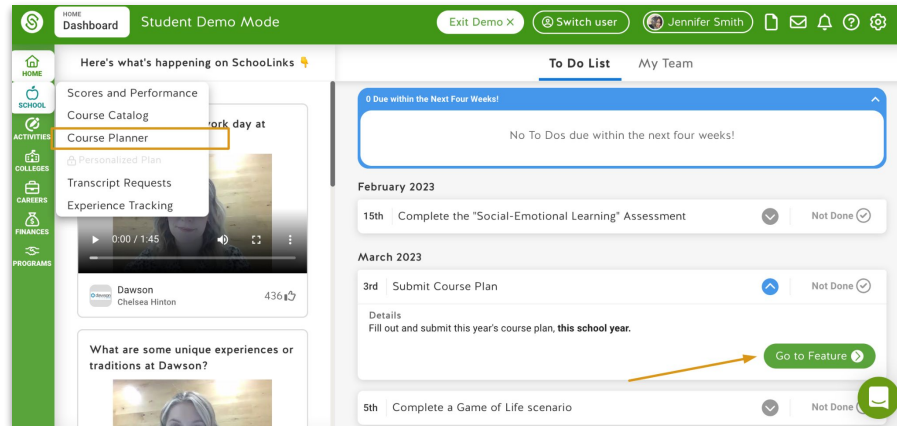 HOME
Dashboard
Student Demo Mode
Exit Demo ×
Switch user
Jennifer Smith
HOME
SCHOOL
ACTIVITIES
COLLEGES
CAREERS
FINANCES
PROGRAMS
Here's what's happening on SchooLinks 👇
Scores and Performance
Course Catalog
Course Planner
Personalized Plan
Transcript Requests
Experience Tracking
ork day at
0:00 / 1:45
Dawson
Chelsea Hinton
436
What are some unique experiences or
traditions at Dawson?
To Do List
My Team
0 Due within the Next Four Weeks!
No To Dos due within the next four weeks!
February 2023
15th Complete the "Social-Emotional Learning" Assessment Not Done
March 2023
3rd Submit Course Plan Not Done
Details
Fill out and submit this year's course plan, this school year.
Go to Feature
5th Complete a Game of Life scenario Not Done